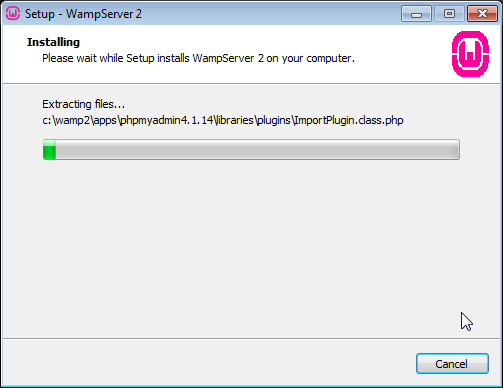 Setup - WampServer 2
Installing
Please wait while Setup installs WampServer 2 on your computer.
Extracting files...
c:\wamp2\apps\phpmyadmin4.1.14\libraries\plugins\ImportPlugin.class.php
Cancel